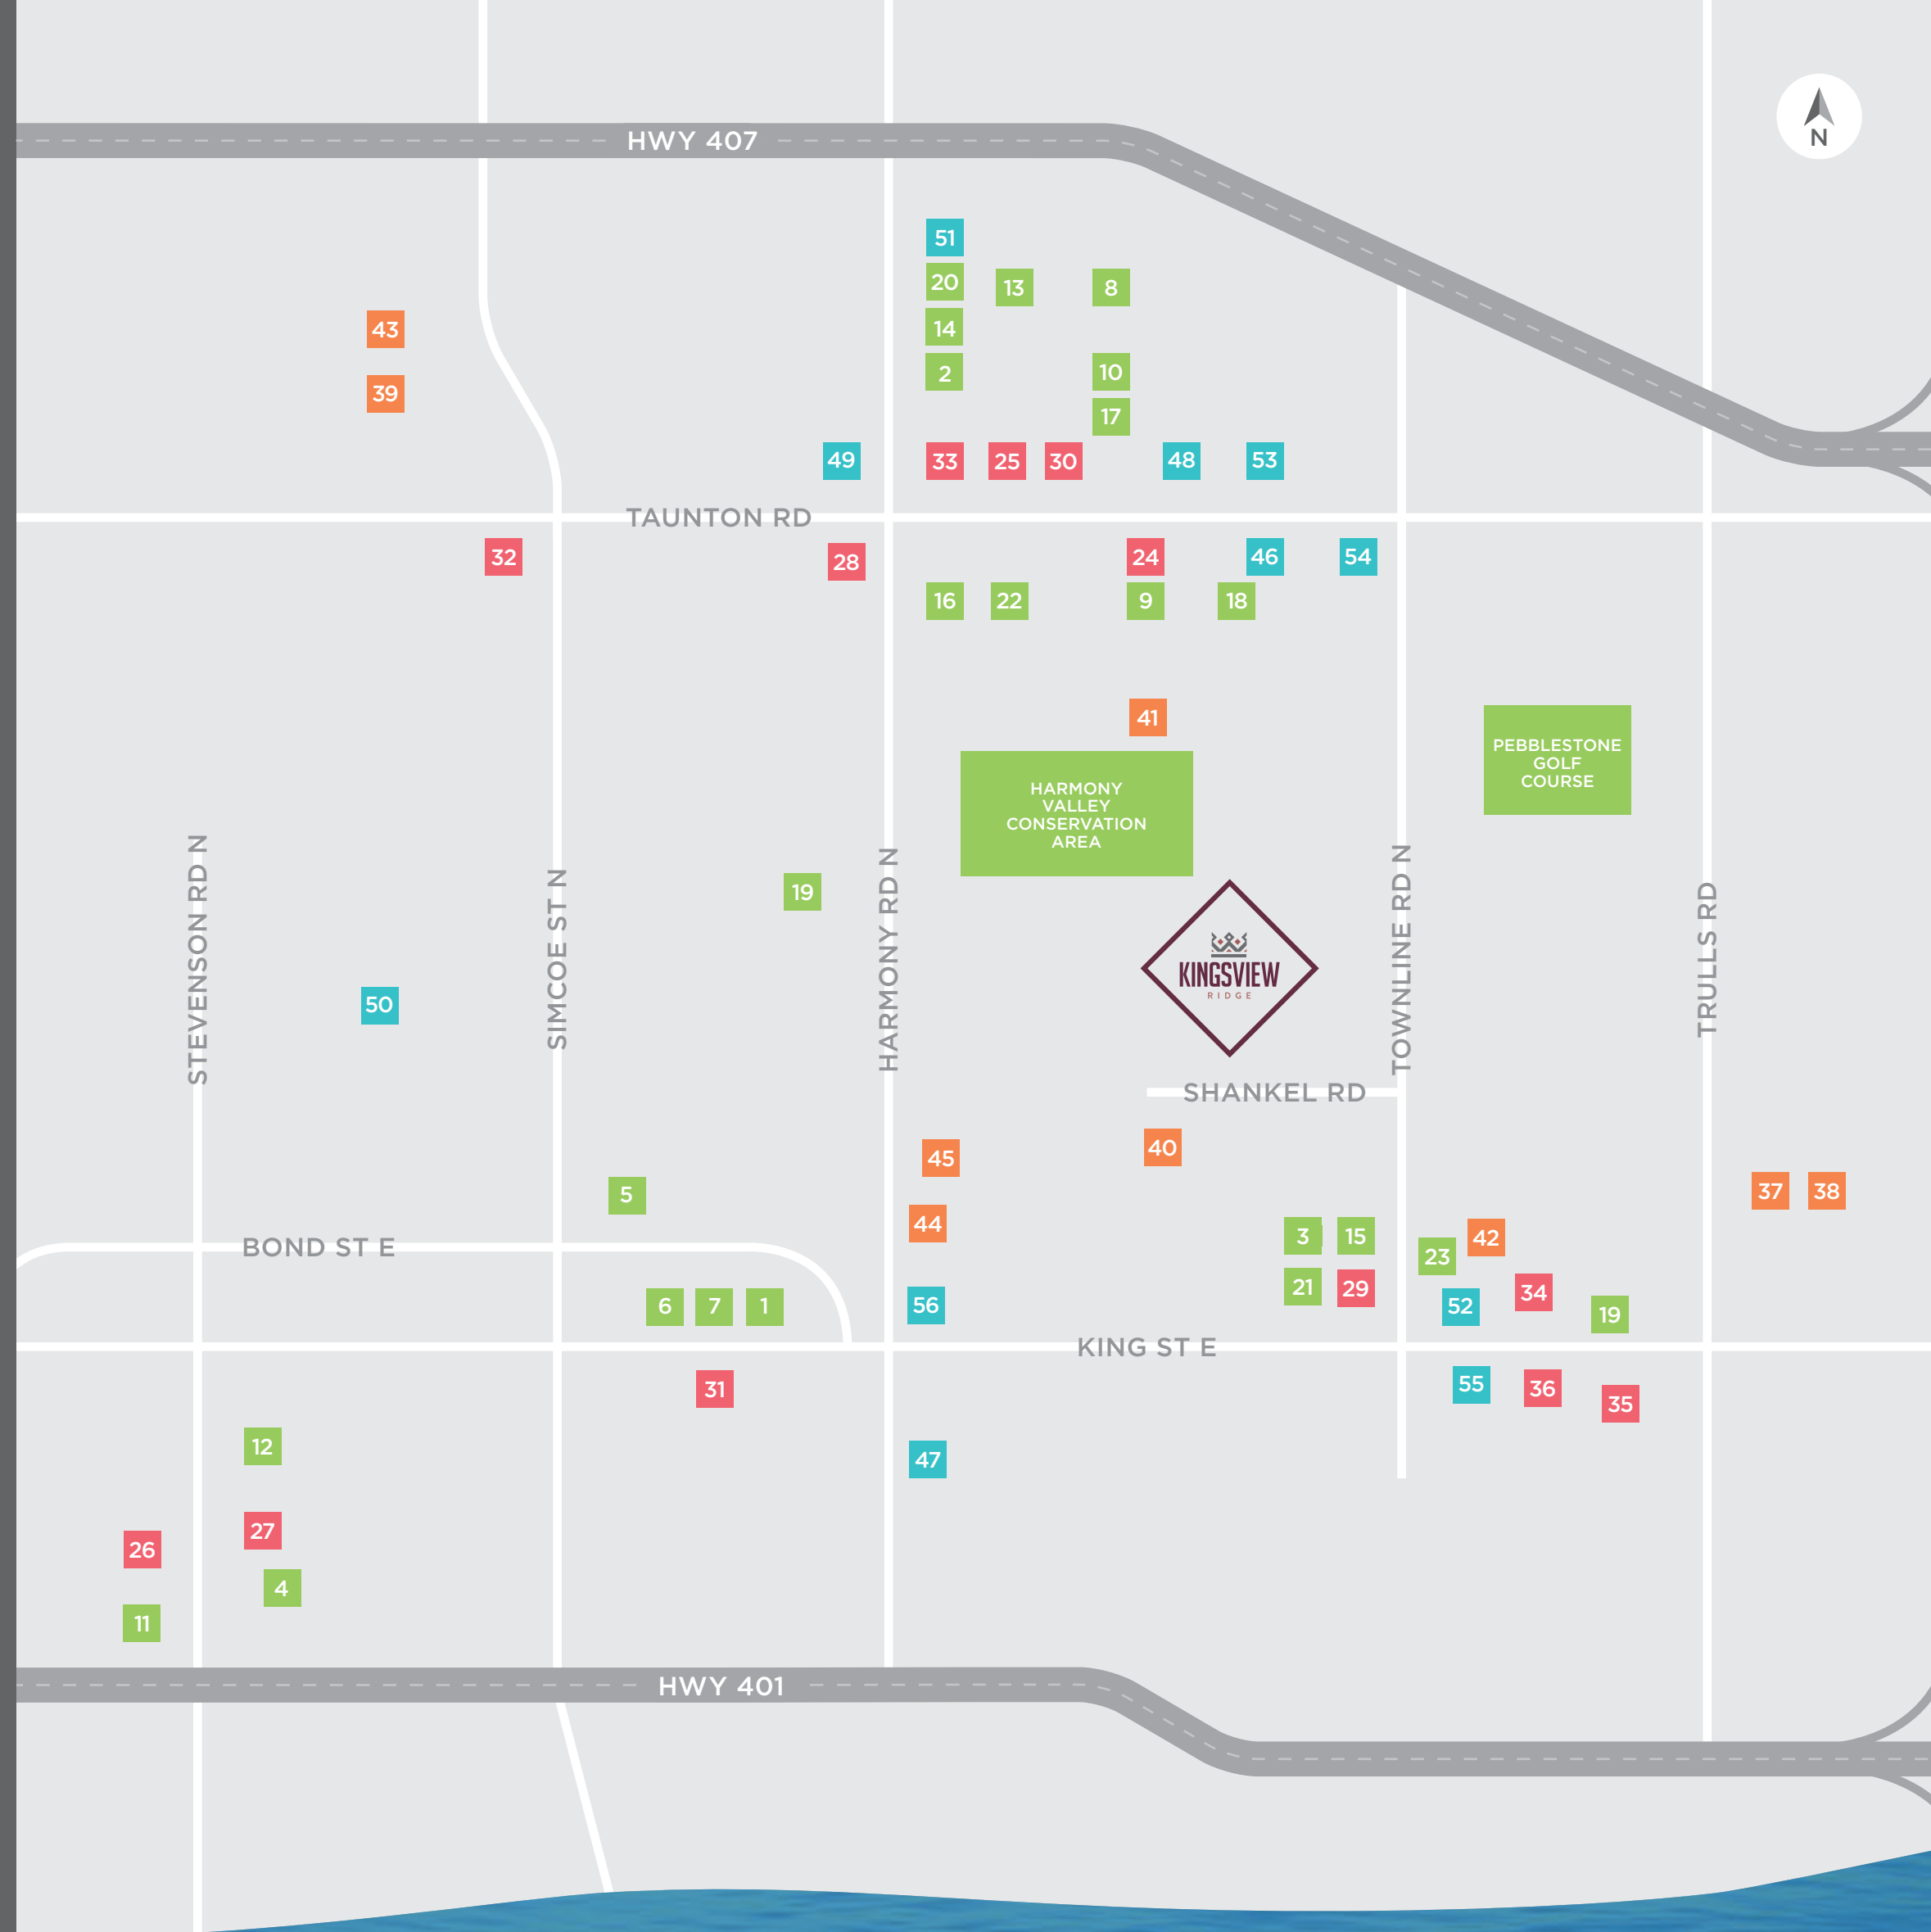 N
HWY 407
51
20
13
8
43
14
2
10
39
17
49
33
25
30
48
53
TAUNTON RD
32
28
24
46
54
16
22
9
18
41
PEBBLESTONE
GOLF
COURSE
HARMONY
VALLEY
CONSERVATION
AREA
19
STEVENSON RD N
SIMCOE ST N
HARMONY RD N
TOWNLINE RD N
TRULLS RD
KINGSVIEW
RIDGE
50
SHANKEL RD
45
40
5
37
38
44
3
15
42
BOND ST E
23
21
29
34
6
7
1
56
52
19
KING ST E
31
55
36
35
12
47
27
26
4
11
HWY 401